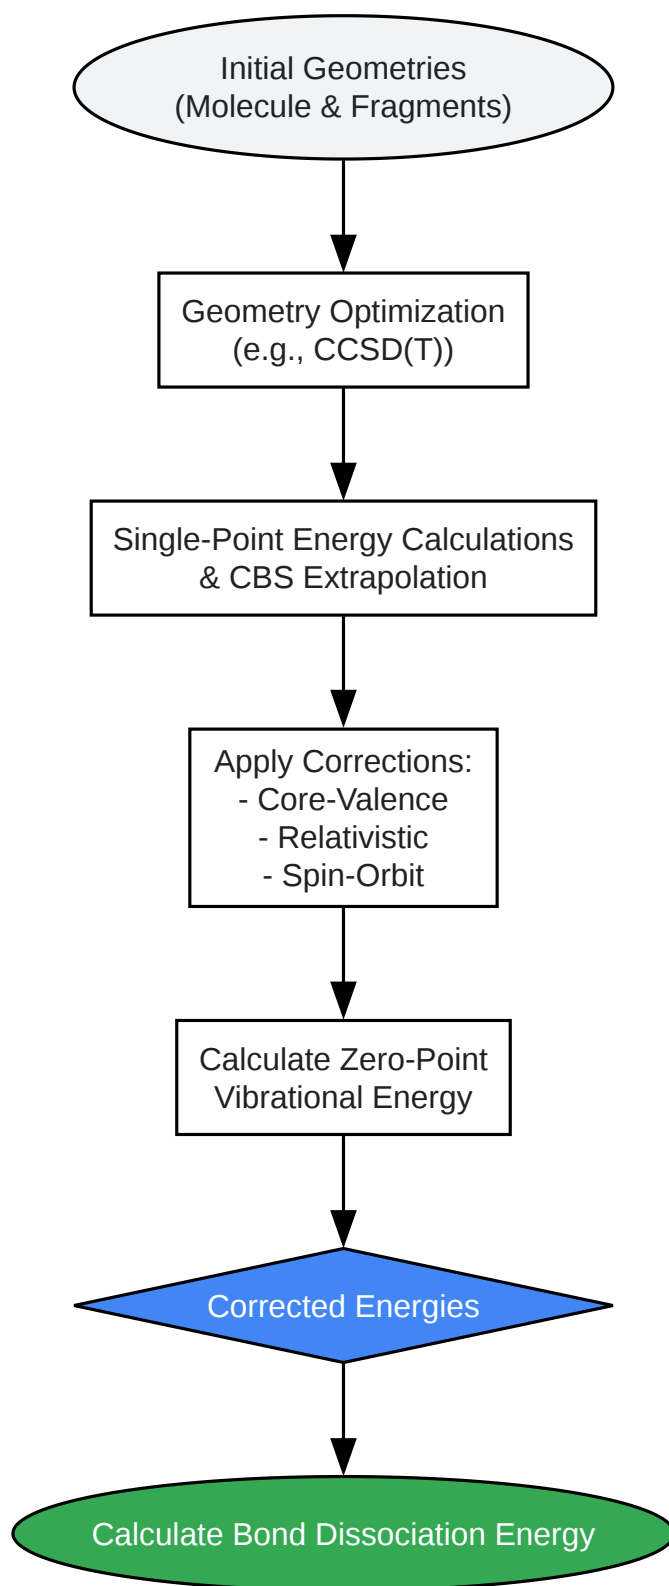 Initial Geometries
(Molecule & Fragments)
Geometry Optimization
(e.g., CCSD(T))
Single-Point Energy Calculations
& CBS Extrapolation
Apply Corrections:
- Core-Valence
- Relativistic
- Spin-Orbit
Calculate Zero-Point
Vibrational Energy
Corrected Energies
Calculate Bond Dissociation Energy